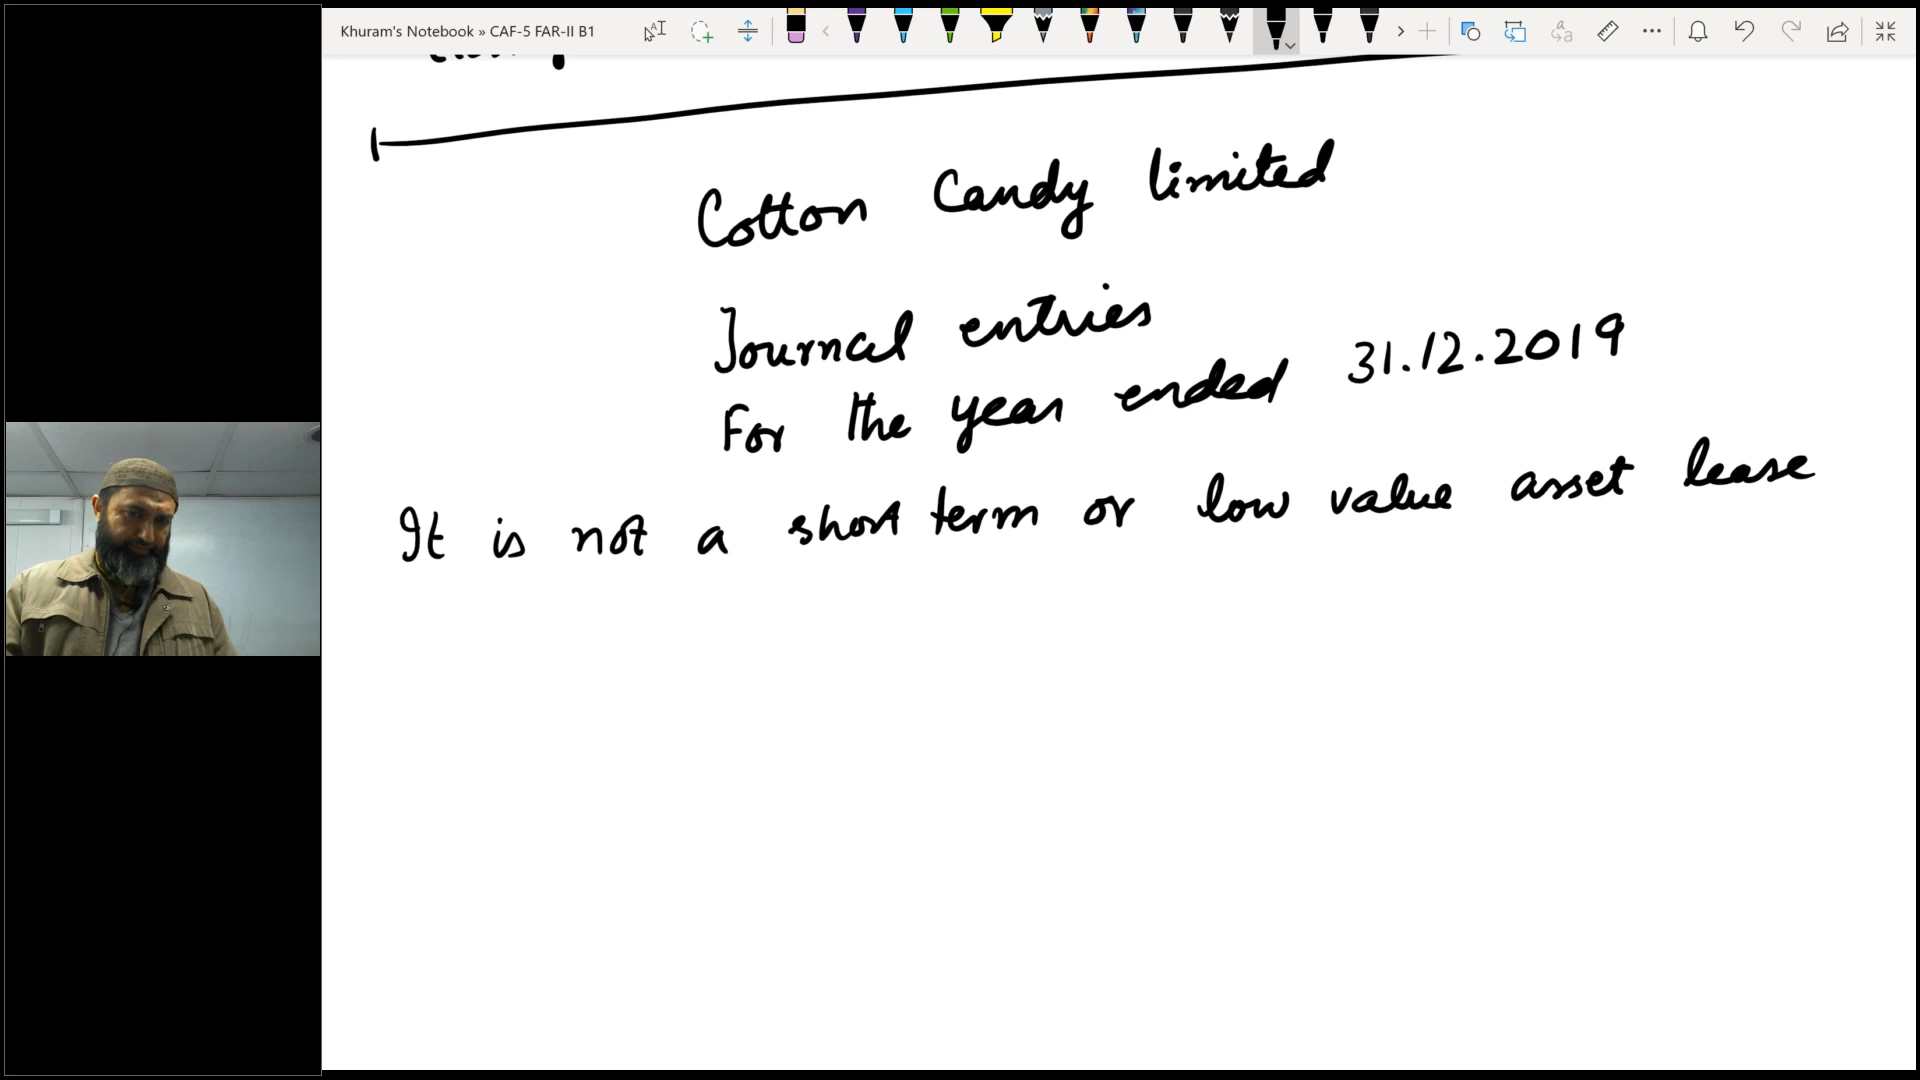 Khuram's Notebook » CAF-5 FAR-II B1
Cotton Candy limited
Journal entries
For the year ended 31.12.2019
It is not a short term or low value asset lease